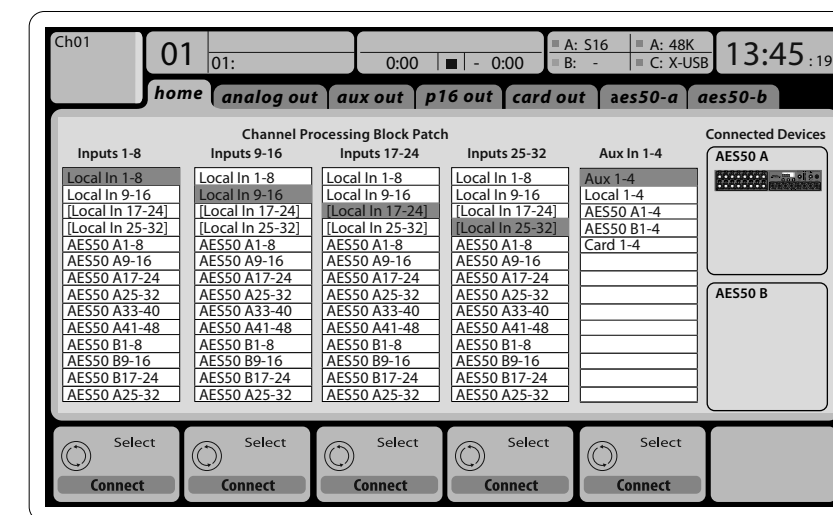 Ch01
01
01:
0:00
- 0:00
A: S16
A: 48K
B: -
C: X-USB
13:45 : 19
home
analog out
aux out
p16 out
card out
aes50-a
aes50-b
Channel Processing Block Patch
Connected Devices
Inputs 1-8
Inputs 9-16
Inputs 17-24
Inputs 25-32
Aux In 1-4
AES50 A
Local In 1-8
Local In 1-8
Local In 1-8
Local In 1-8
Aux 1-4
Local In 9-16
Local In 9-16
Local In 9-16
Local In 9-16
Local 1-4
[Local In 17-24]
[Local In 17-24]
[Local In 17-24]
[Local In 17-24]
AES50 A1-4
[Local In 25-32]
[Local In 25-32]
[Local In 25-32]
[Local In 25-32]
AES50 B1-4
AES50 A1-8
AES50 A1-8
AES50 A1-8
AES50 A1-8
Card 1-4
AES50 A9-16
AES50 A9-16
AES50 A9-16
AES50 A9-16
AES50 A17-24
AES50 A17-24
AES50 A17-24
AES50 A17-24
AES50 A25-32
AES50 A25-32
AES50 A25-32
AES50 A25-32
AES50 B
AES50 A33-40
AES50 A33-40
AES50 A33-40
AES50 A33-40
AES50 A41-48
AES50 A41-48
AES50 A41-48
AES50 A41-48
AES50 B1-8
AES50 B1-8
AES50 B1-8
AES50 B1-8
AES50 B9-16
AES50 B9-16
AES50 B9-16
AES50 B9-16
AES50 B17-24
AES50 B17-24
AES50 B17-24
AES50 B17-24
AES50 A25-32
AES50 A25-32
AES50 A25-32
AES50 A25-32
Select
Select
Select
Select
Select
Connect
Connect
Connect
Connect
Connect